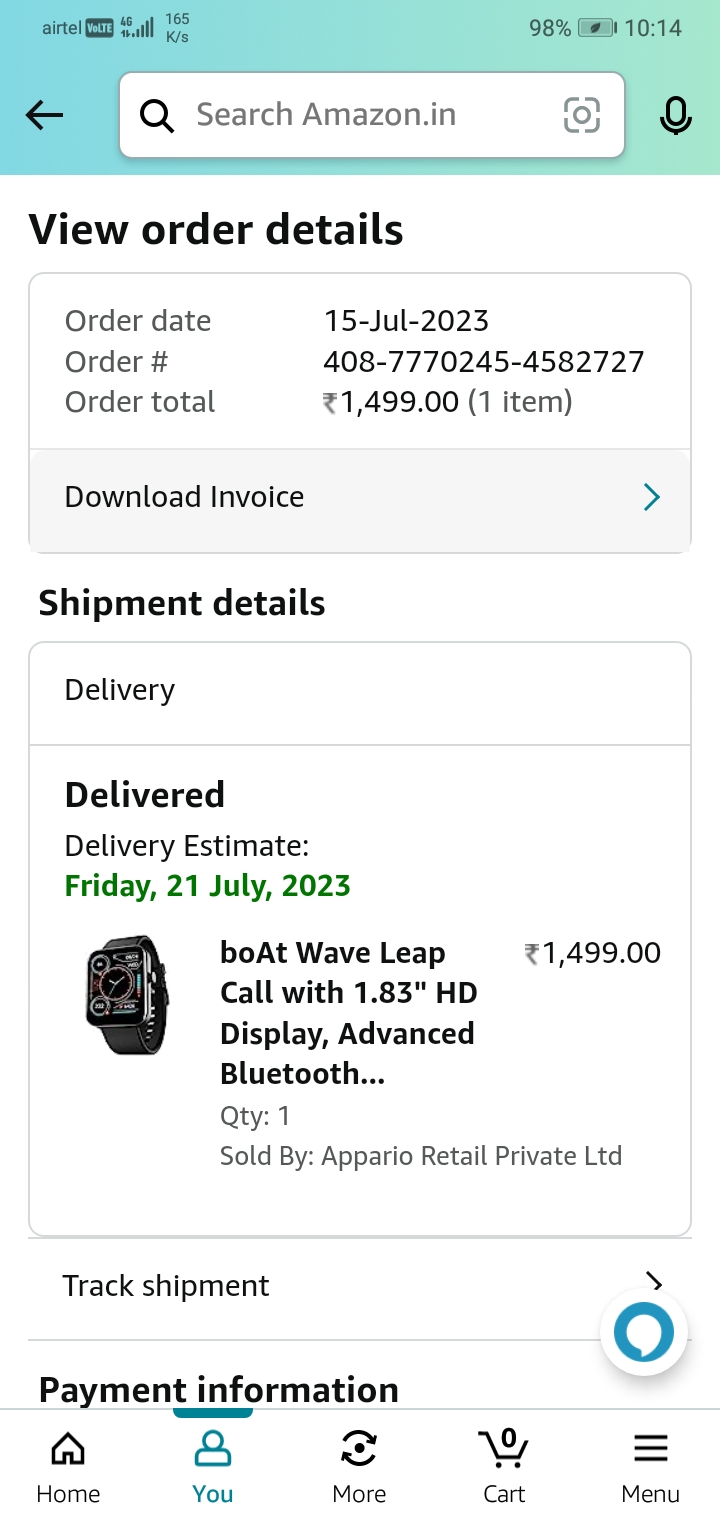 airtel VoLTE 4G 165 K/s 98% 10:14
Search Amazon.in
View order details
Order date 15-Jul-2023
Order # 408-7770245-4582727
Order total ₹1,499.00 (1 item)
Download Invoice
Shipment details
Delivery
Delivered
Delivery Estimate:
Friday, 21 July, 2023
boAt Wave Leap ₹1,499.00
Call with 1.83" HD
Display, Advanced
Bluetooth...
Qty: 1
Sold By: Appario Retail Private Ltd
Track shipment
Payment information
0
Home You More Cart Menu